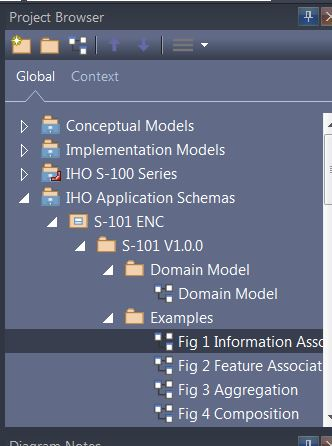 Project Browser
Global Context
Conceptual Models
Implementation Models
IHO S-100 Series
IHO Application Schemas
S-101 ENC
S-101 V1.0.0
Domain Model
Domain Model
Examples
Fig 1 Information Asso
Fig 2 Feature Associat
Fig 3 Aggregation
Fig 4 Composition
Diagram Notes